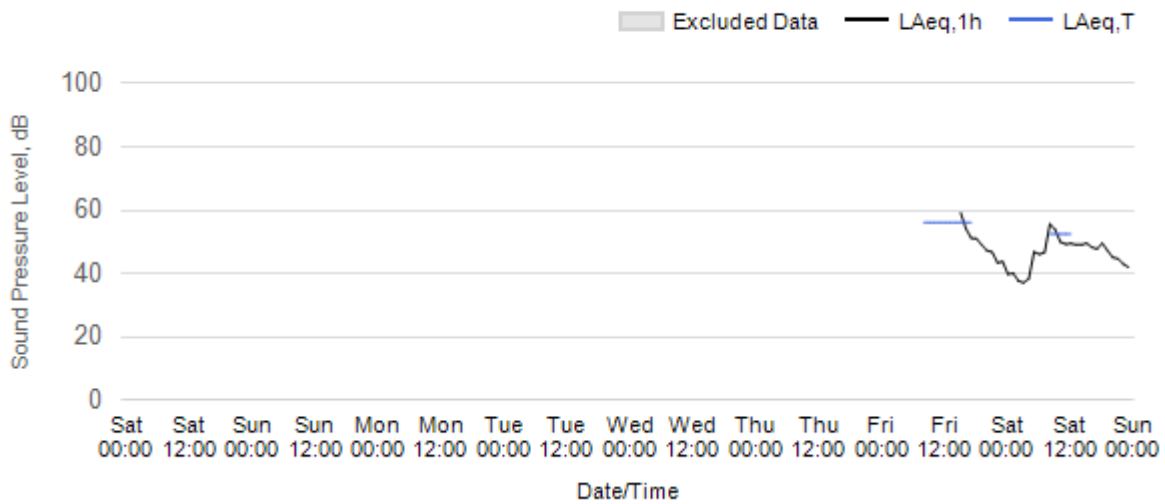 Excluded Data LAeq,1h LAeq,T
Sound Pressure Level, dB
100
80
60
40
20
0
Sat Sat Sun Sun Mon Mon Tue Tue Wed Wed Thu Thu Fri Fri Sat Sat Sun
00:00 12:00 00:00 12:00 00:00 12:00 00:00 12:00 00:00 12:00 00:00 12:00 00:00 12:00 00:00 12:00 00:00
Date/Time